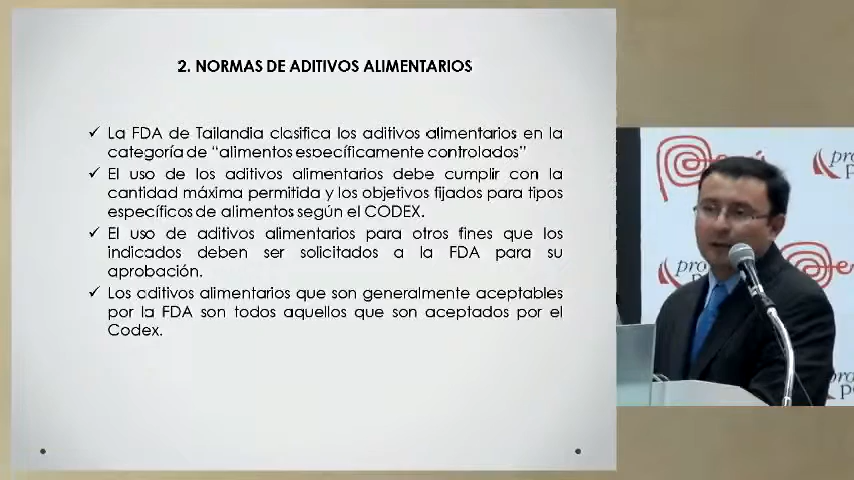 2. NORMAS DE ADITIVOS ALIMENTARIOS
✓ La FDA de Tailandia clasifica los aditivos alimentarios en la
categoría de “alimentos específicamente controlados”
✓ El uso de los aditivos alimentarios debe cumplir con la
cantidad máxima permitida y los objetivos fijados para tipos
específicos de alimentos según el CODEX.
✓ El uso de aditivos alimentarios para otros fines que los
indicados deben ser solicitados a la FDA para su
aprobación.
✓ Los aditivos alimentarios que son generalmente aceptables
por la FDA son todos aquellos que son aceptados por el
Codex.